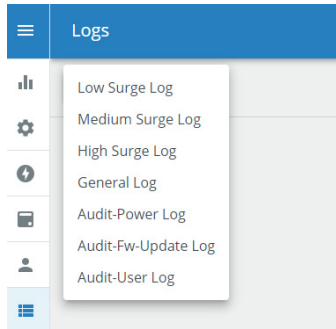 Logs
Low Surge Log
Medium Surge Log
High Surge Log
General Log
Audit-Power Log
Audit-Fw-Update Log
Audit-User Log